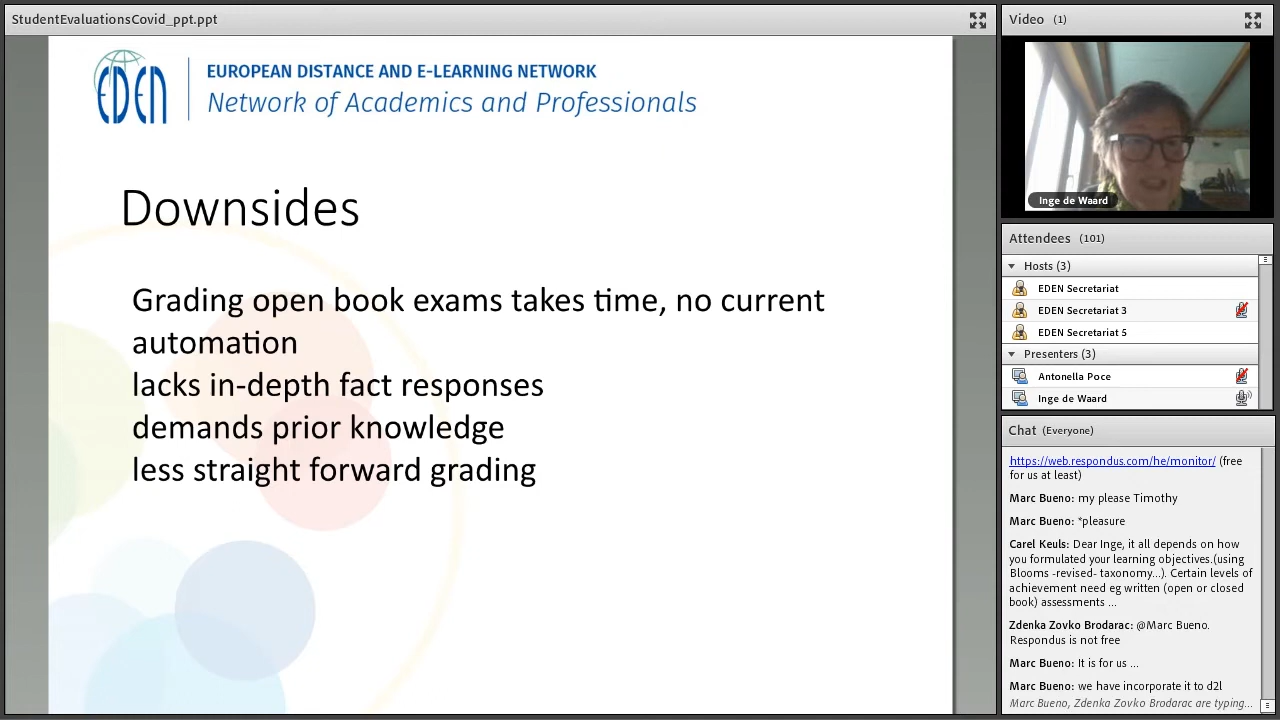 StudentEvaluationsCovid_ppt.ppt
EDEN
EUROPEAN DISTANCE AND E-LEARNING NETWORK
Network of Academics and Professionals
Downsides
Grading open book exams takes time, no current
automation
lacks in-depth fact responses
demands prior knowledge
less straight forward grading
Video (1)
Inge de Waard
Attendees (101)
Hosts (3)
EDEN Secretariat
EDEN Secretariat 3
EDEN Secretariat 5
Presenters (3)
Antonella Poce
Inge de Waard
Chat (Everyone)
https://web.respondus.com/he/monitor/ (free
for us at least)
Marc Bueno: my please Timothy
Marc Bueno: *pleasure
Carel Keuls: Dear Inge, it all depends on how
you formulated your learning objectives.(using
Blooms -revised- taxonomy...). Certain levels of
achievement need eg written (open or closed
book) assessments ...
Zdenka Zovko Brodarac: @Marc Bueno.
Respondus is not free
Marc Bueno: It is for us ...
Marc Bueno: we have incorporate it to d2l
Marc Bueno, Zdenka Zovko Brodarac are typing...